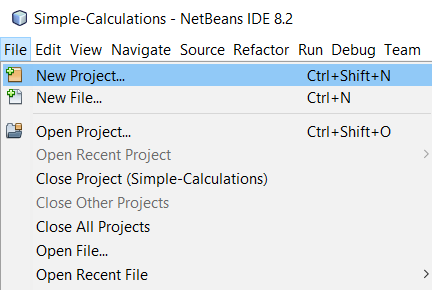 Simple-Calculations - NetBeans IDE 8.2
File Edit View Navigate Source Refactor Run Debug Team
New Project... Ctrl+Shift+N
New File... Ctrl+N
Open Project... Ctrl+Shift+O
Open Recent Project
Close Project (Simple-Calculations)
Close Other Projects
Close All Projects
Open File...
Open Recent File